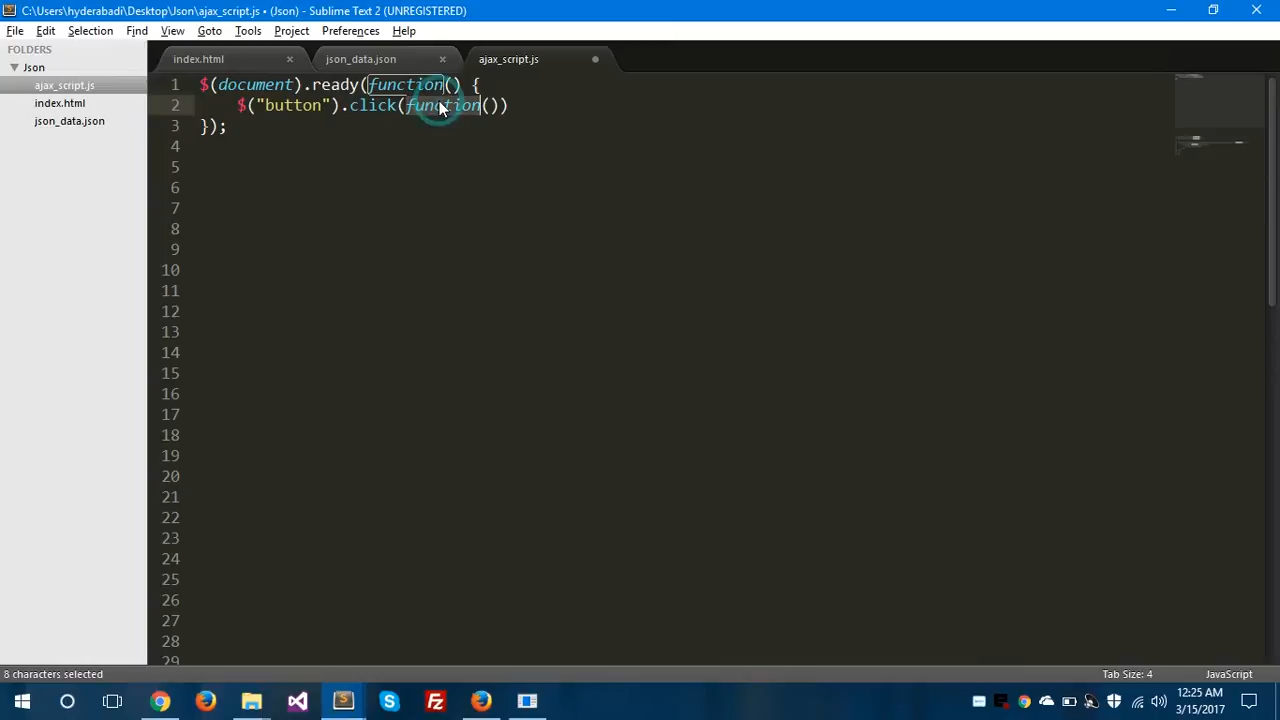 C:\Users\hyderabadi\Desktop\Json\ajax_script.js • (Json) - Sublime Text 2 (UNREGISTERED)
File Edit Selection Find View Goto Tools Project Preferences Help
FOLDERS
Json
ajax_script.js
index.html
json_data.json
index.html × json_data.json × ajax_script.js
1 $(document).ready(function() {
2 $("button").click(function())
3 });
4
5
6
7
8
9
10
11
12
13
14
15
16
17
18
19
20
21
22
23
24
25
26
27
28
29
8 characters selected
Tab Size: 4 JavaScript
12:25 AM
3/15/2017